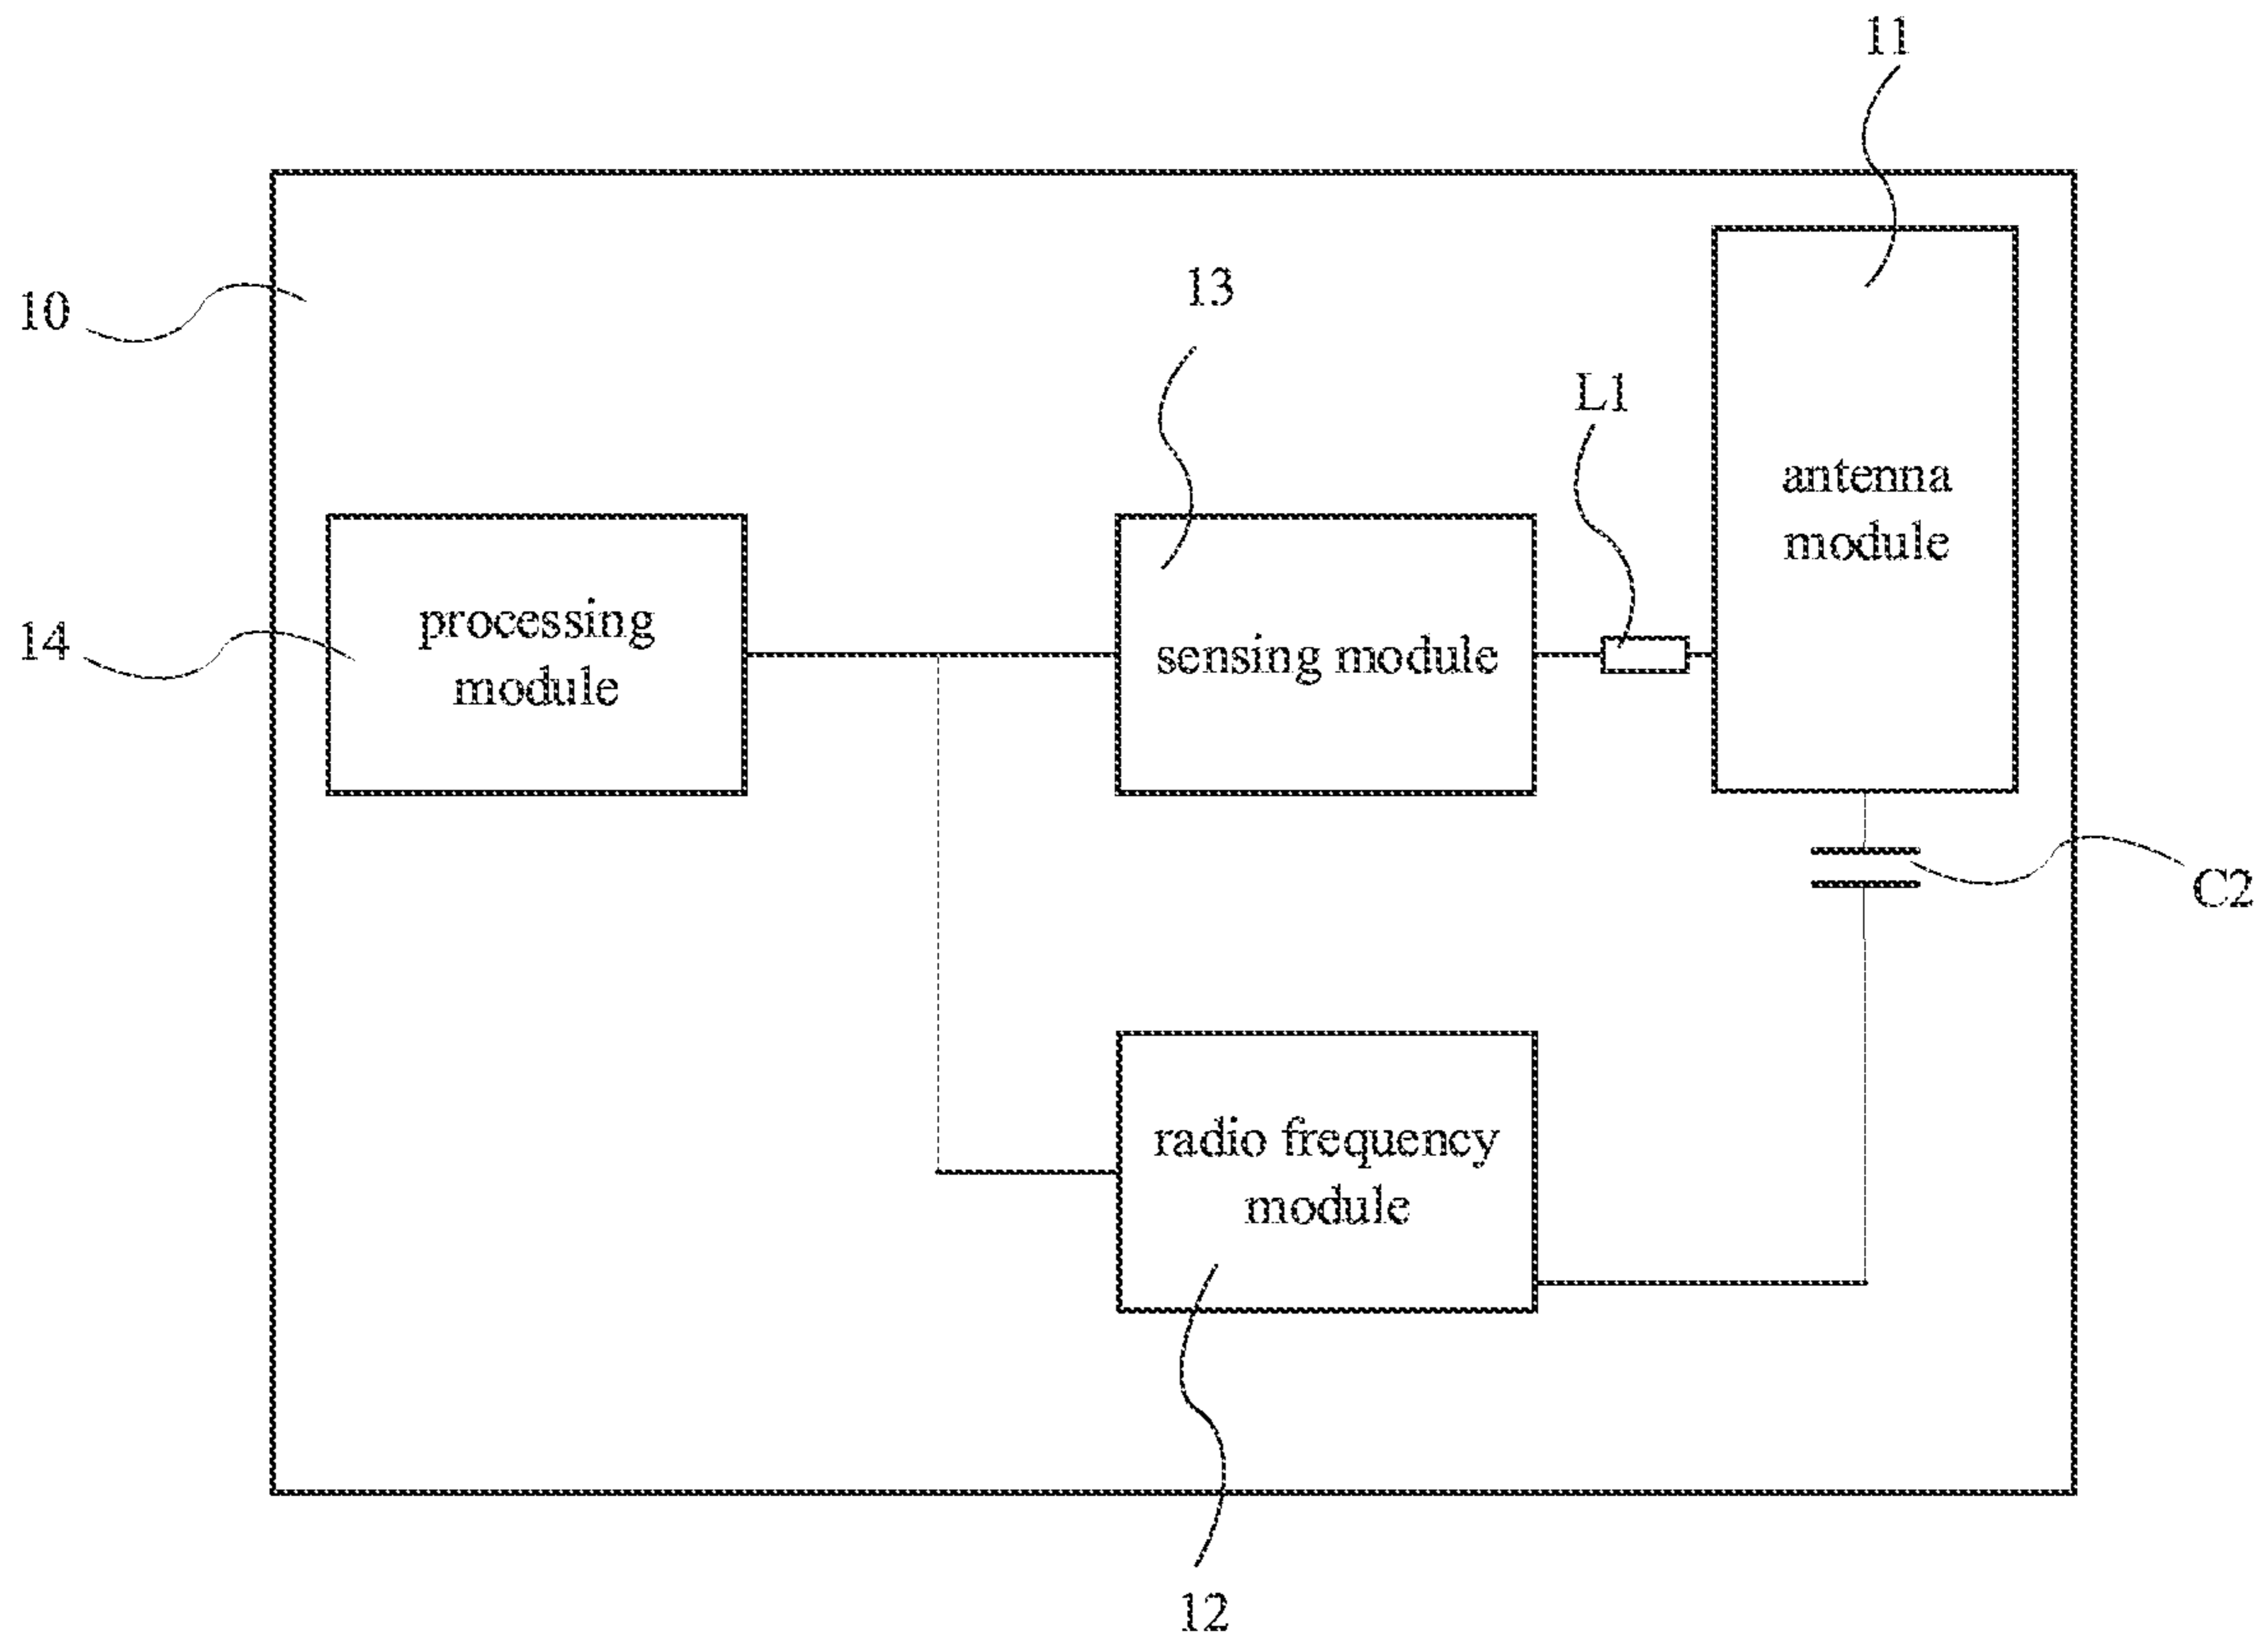 11
10
13
L1
antenna
module
processing
module
14
sensing module
C2
radio frequency
module
12